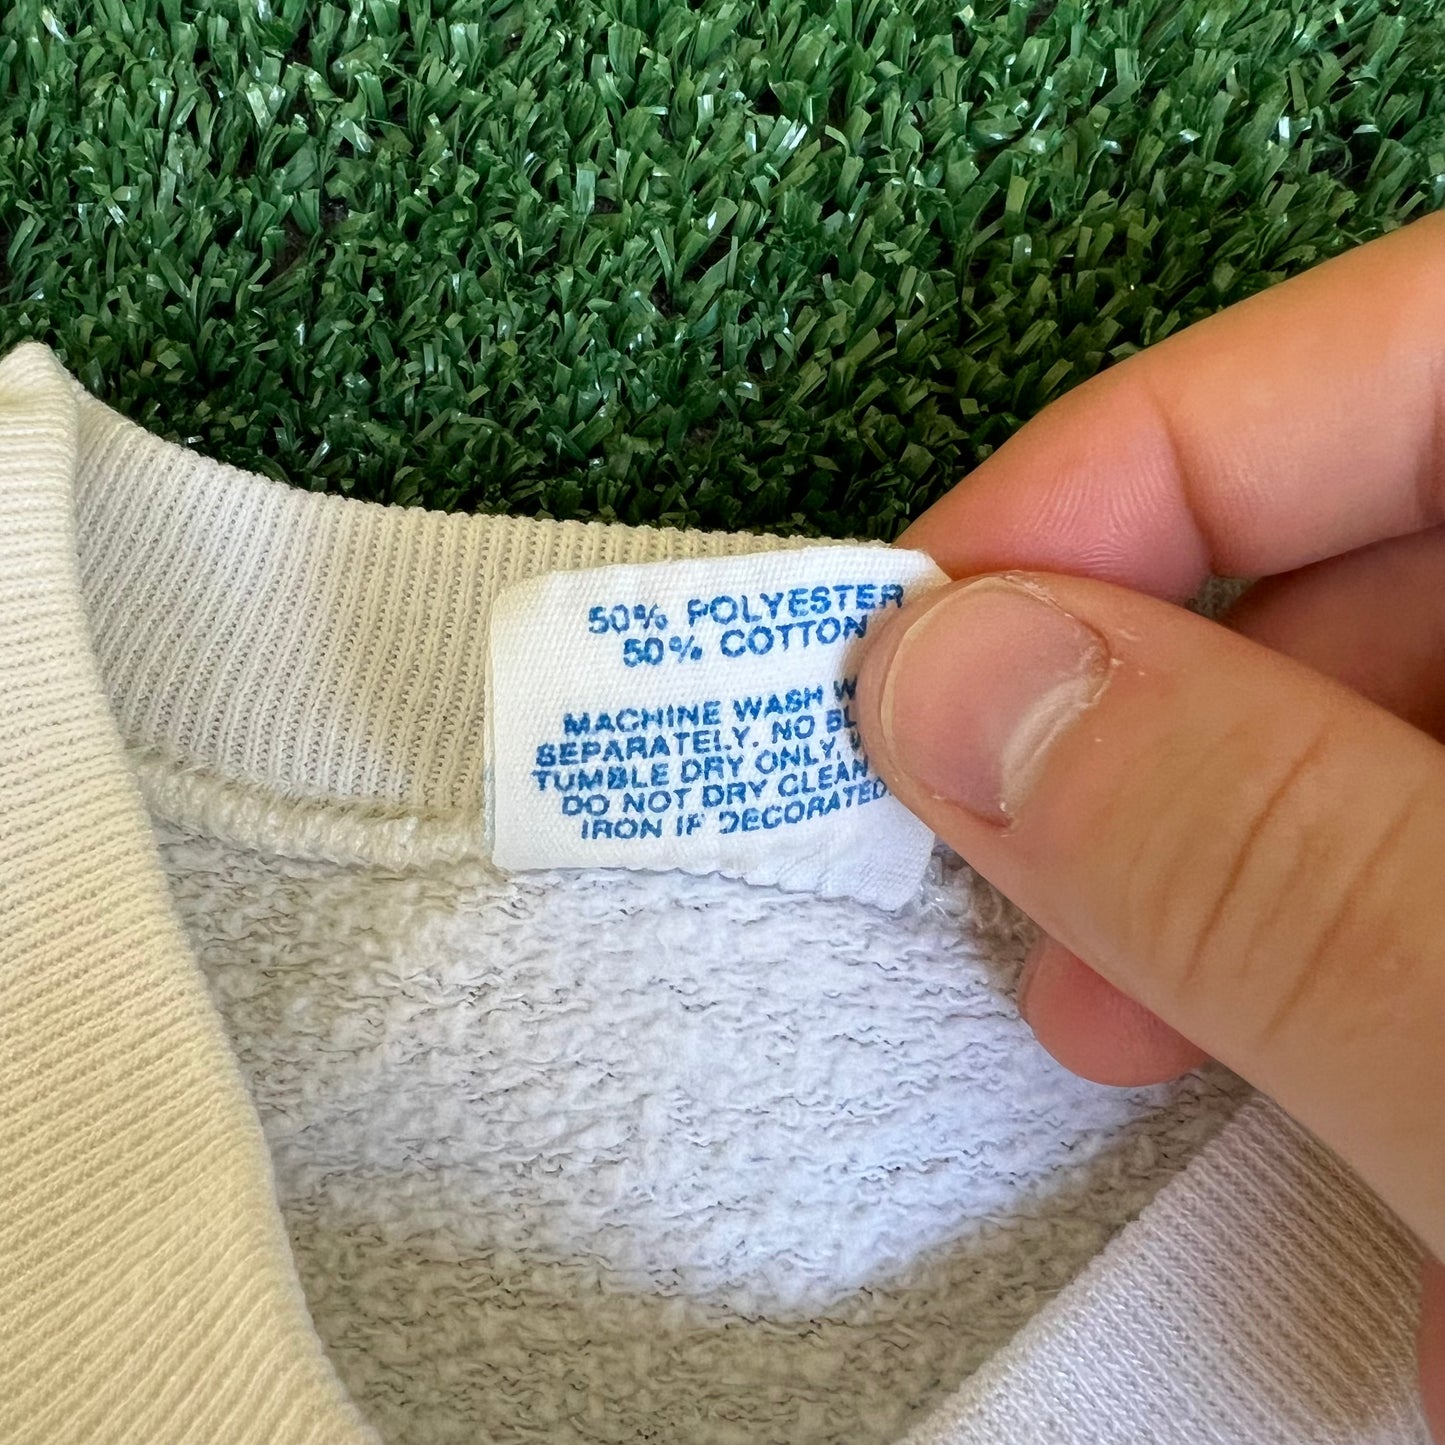 50% POLYESTER
50% COTTON
MACHINE WASH
SEPARATELY. NO
TUMBLE DRY ONLY,
DO NOT DRY CLEAN
IRON IF DECORATED